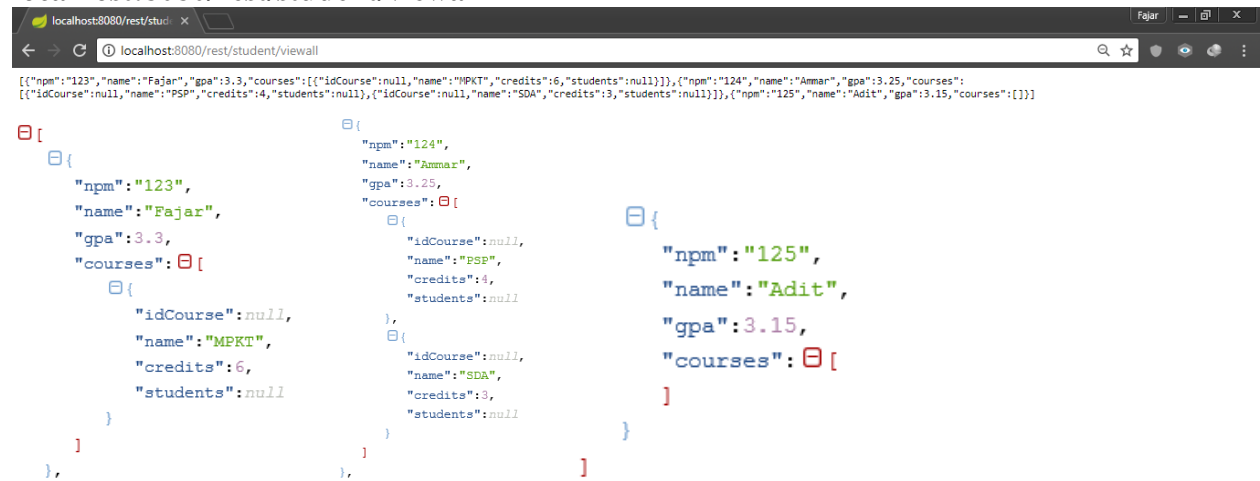 localhost:8080/rest/stude
Fajar
localhost:8080/rest/student/viewall
[{"npm":"123","name":"Fajar","gpa":3.3,"courses":[{"idCourse":null,"name":"MPKT","credits":6,"students":null}]},{"npm":"124","name":"Ammar","gpa":3.25,"courses":
[{"idCourse":null,"name":"PSP","credits":4,"students":null},{"idCourse":null,"name":"SDA","credits":3,"students":null}]},{"npm":"125","name":"Adit","gpa":3.15,"courses":[]}]
[
{
"npm":"123",
"name":"Fajar",
"gpa":3.3,
"courses":[
{
"idCourse":null,
"name":"MPKT",
"credits":6,
"students":null
}
]
},
{
"npm":"124",
"name":"Ammar",
"gpa":3.25,
"courses":[
{
"idCourse":null,
"name":"PSP",
"credits":4,
"students":null
},
{
"idCourse":null,
"name":"SDA",
"credits":3,
"students":null
}
]
},
{
"npm":"125",
"name":"Adit",
"gpa":3.15,
"courses":[
]
}
]